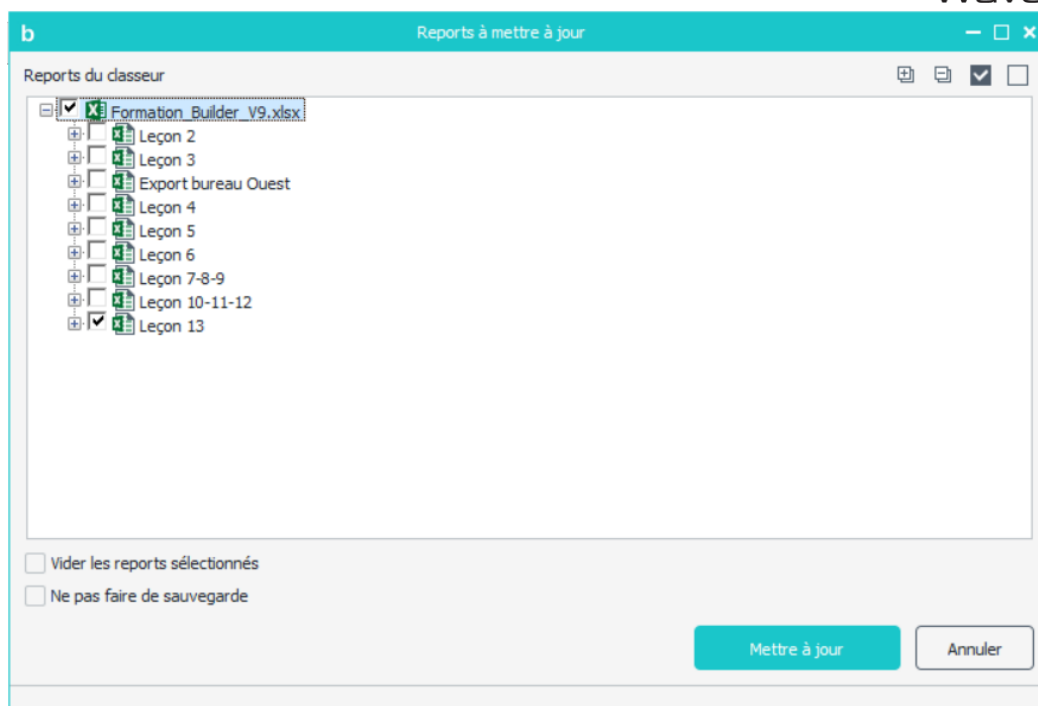 b
Reports à mettre à jour
Reports du classeur
Formation_Builder_V9.xlsx
Leçon 2
Leçon 3
Export bureau Ouest
Leçon 4
Leçon 5
Leçon 6
Leçon 7-8-9
Leçon 10-11-12
Leçon 13
Vider les reports sélectionnés
Ne pas faire de sauvegarde
Mettre à jour
Annuler